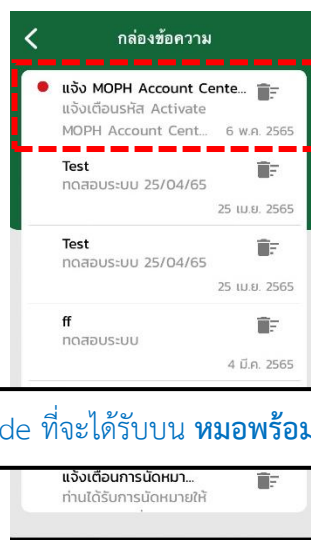 กล่องข้อความ
แจ้ง MOPH Account Cente...
แจ้งเตือนรหัส Activate
MOPH Account Cent... 6 พ.ค. 2565
Test
ทดสอบระบบ 25/04/65
25 เม.ย. 2565
Test
ทดสอบระบบ 25/04/65
25 เม.ย. 2565
ff
ทดสอบระบบ
4 มี.ค. 2565
de ที่จะได้รับบน หมอพร้อม
แจ้งเตือนการนัดหมา...
ท่านได้รับการนัดหมายให้